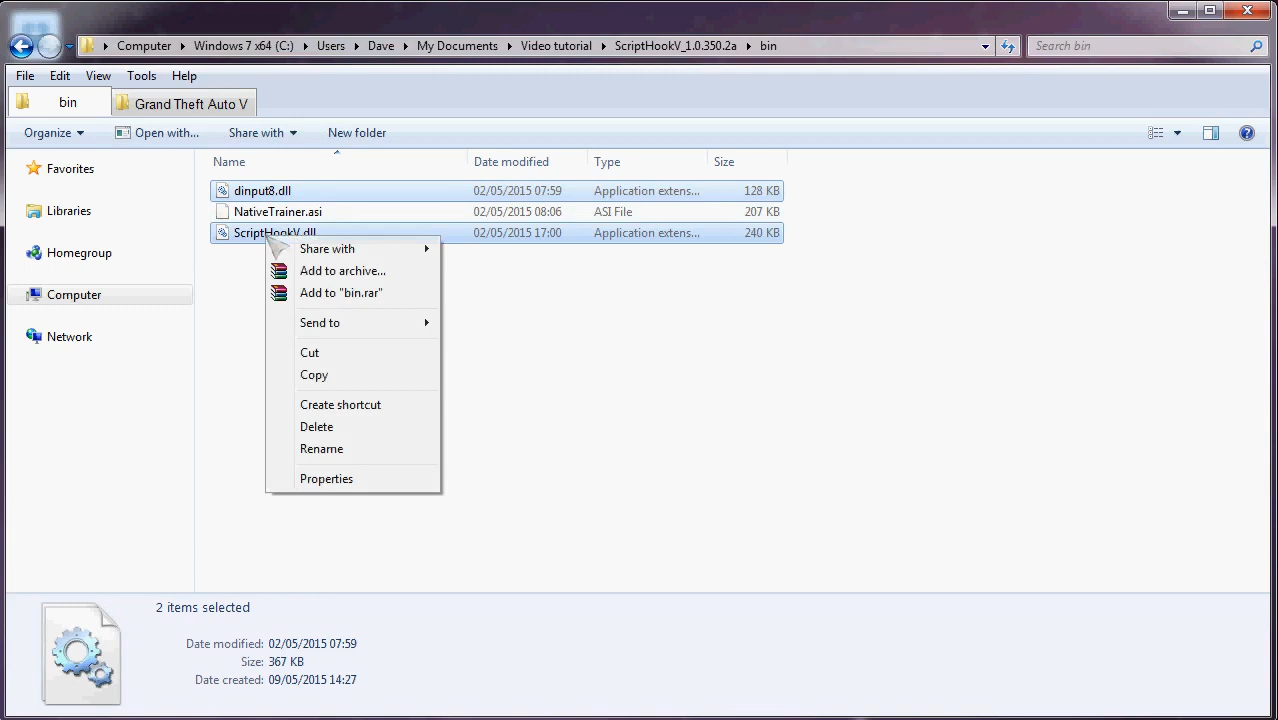 Computer Windows 7 x64 (C:) Users Dave My Documents Video tutorial ScriptHookV_1.0.350.2a bin Search bin
File Edit View Tools Help
bin Grand Theft Auto V
Organize Open with... Share with New folder
Favorites
Libraries
Homegroup
Computer
Network
Name Date modified Type Size
dinput8.dll 02/05/2015 07:59 Application extens... 128 KB
NativeTrainer.asi 02/05/2015 08:06 ASI File 207 KB
ScriptHookV.dll 02/05/2015 17:00 Application extens... 240 KB
Share with
Add to archive...
Add to "bin.rar"
Send to
Cut
Copy
Create shortcut
Delete
Rename
Properties
2 items selected
Date modified: 02/05/2015 07:59
Size: 367 KB
Date created: 09/05/2015 14:27